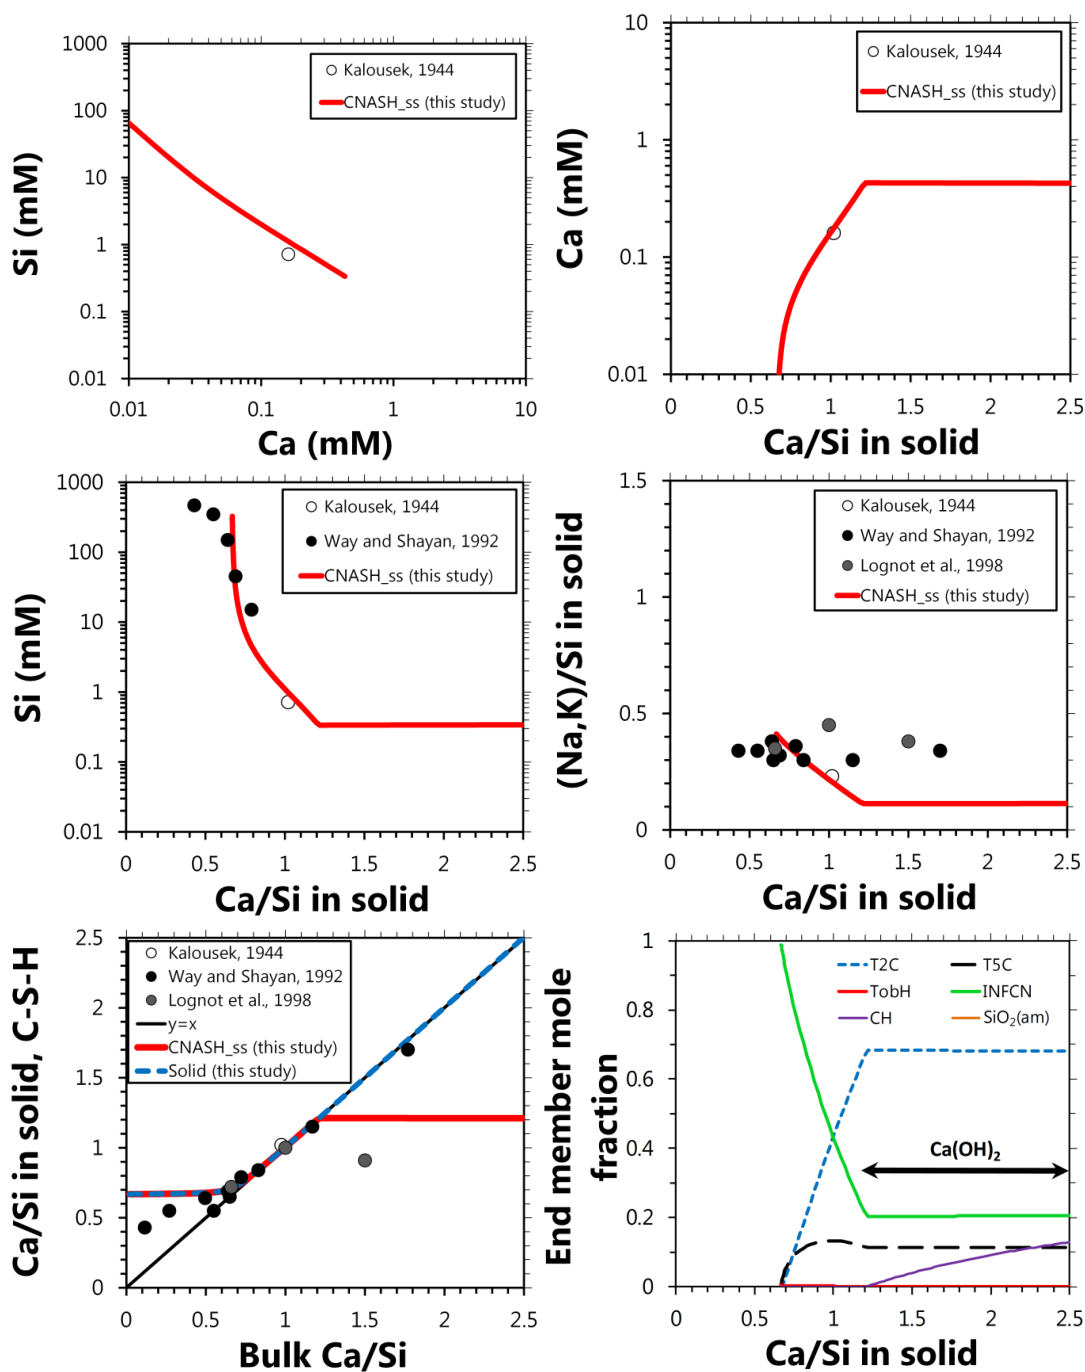 Si (mM)
1000
100
10
1
0.1
0.01
0.01
0.1
1
10
Ca (mM)
Kalousek, 1944
CNASH_ss (this study)
Ca (mM)
10
1
0.1
0.01
0
0.5
1
1.5
2
2.5
Ca/Si in solid
Kalousek, 1944
CNASH_ss (this study)
Si (mM)
1000
100
10
1
0.1
0.01
0
0.5
1
1.5
2
2.5
Ca/Si in solid
Kalousek, 1944
Way and Shayan, 1992
CNASH_ss (this study)
(Na,K)/Si in solid
1.5
1
0.5
0
0
0.5
1
1.5
2
2.5
Ca/Si in solid
Kalousek, 1944
Way and Shayan, 1992
Lognot et al., 1998
CNASH_ss (this study)
Ca/Si in solid, C-S-H
2.5
2
1.5
1
0.5
0
0
0.5
1
1.5
2
2.5
Bulk Ca/Si
Kalousek, 1944
Way and Shayan, 1992
Lognot et al., 1998
y=x
CNASH_ss (this study)
Solid (this study)
End member mole
fraction
1
0.8
0.6
0.4
0.2
0
0
0.5
1
1.5
2
2.5
Ca/Si in solid
T2C
T5C
TobH
INFCN
CH
SiO₂(am)
Ca(OH)₂